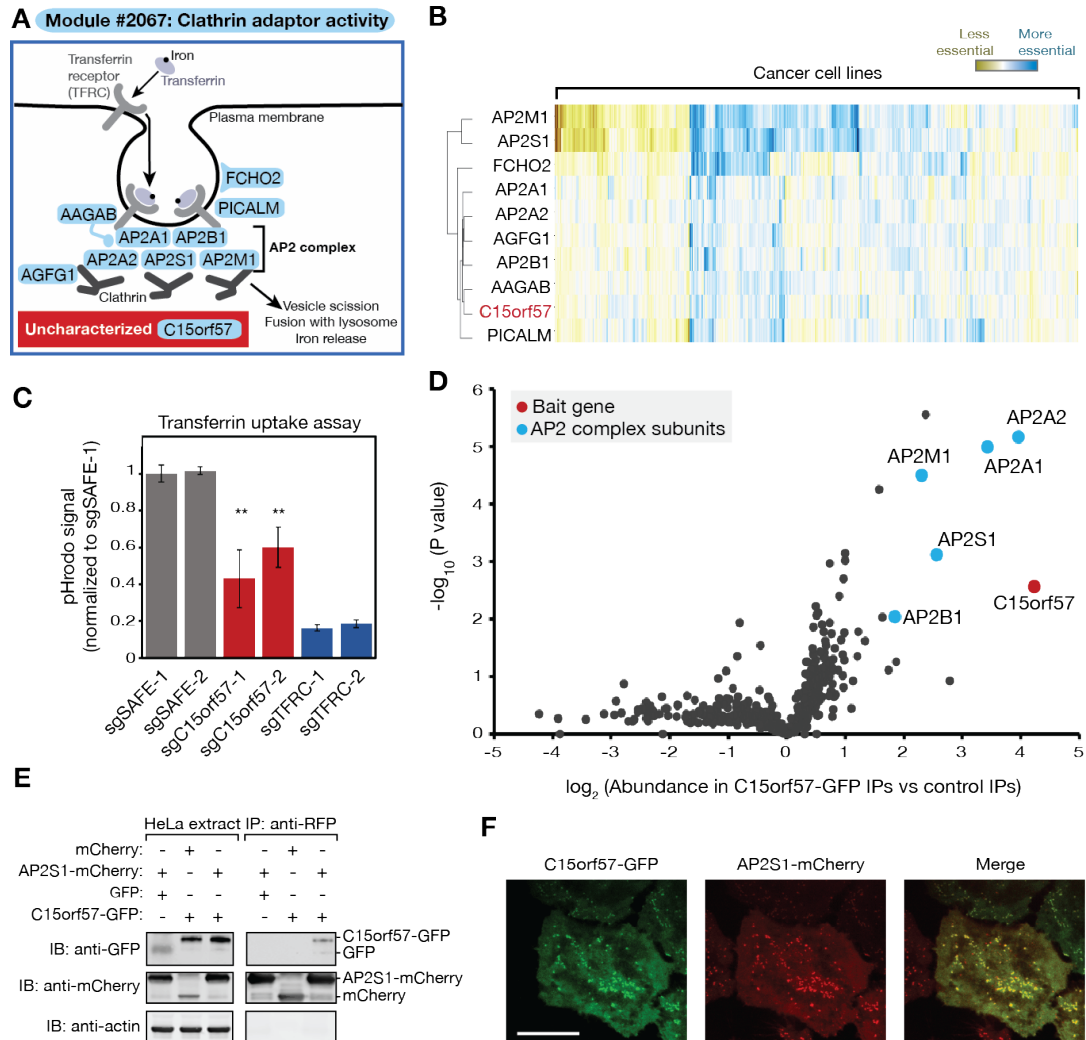 A
Module #2067: Clathrin adaptor activity
Transferrin
receptor
(TFRC)
Iron
Transferrin
Plasma membrane
FCHO2
PICALM
AAGAB
AP2A1
AP2B1
AP2A2
AP2S1
AP2M1
AP2 complex
AGFG1
Clathrin
Vesicle scission
Fusion with lysosome
Iron release
Uncharacterized
C15orf57
B
Less
essential
More
essential
Cancer cell lines
AP2M1
AP2S1
FCHO2
AP2A1
AP2A2
AGFG1
AP2B1
AAGAB
C15orf57
PICALM
C
Transferrin uptake assay
pHrodo signal
(normalized to sgSAFE-1)
1
0.8
0.6
0.4
0.2
0
**
**
sgSAFE-1
sgSAFE-2
sgC15orf57-1
sgC15orf57-2
sgTFRC-1
sgTFRC-2
D
Bait gene
AP2 complex subunits
-log10 (P value)
6
5
4
3
2
1
0
AP2A2
AP2A1
AP2M1
AP2S1
C15orf57
AP2B1
-5 -4 -3 -2 -1 0 1 2 3 4 5
log2 (Abundance in C15orf57-GFP IPs vs control IPs)
E
HeLa extract IP: anti-RFP
mCherry: - + - - + -
AP2S1-mCherry: + - + + - +
GFP: + - - + - -
C15orf57-GFP: - + + - + +
IB: anti-GFP
C15orf57-GFP
GFP
IB: anti-mCherry
AP2S1-mCherry
mCherry
IB: anti-actin
F
C15orf57-GFP
AP2S1-mCherry
Merge